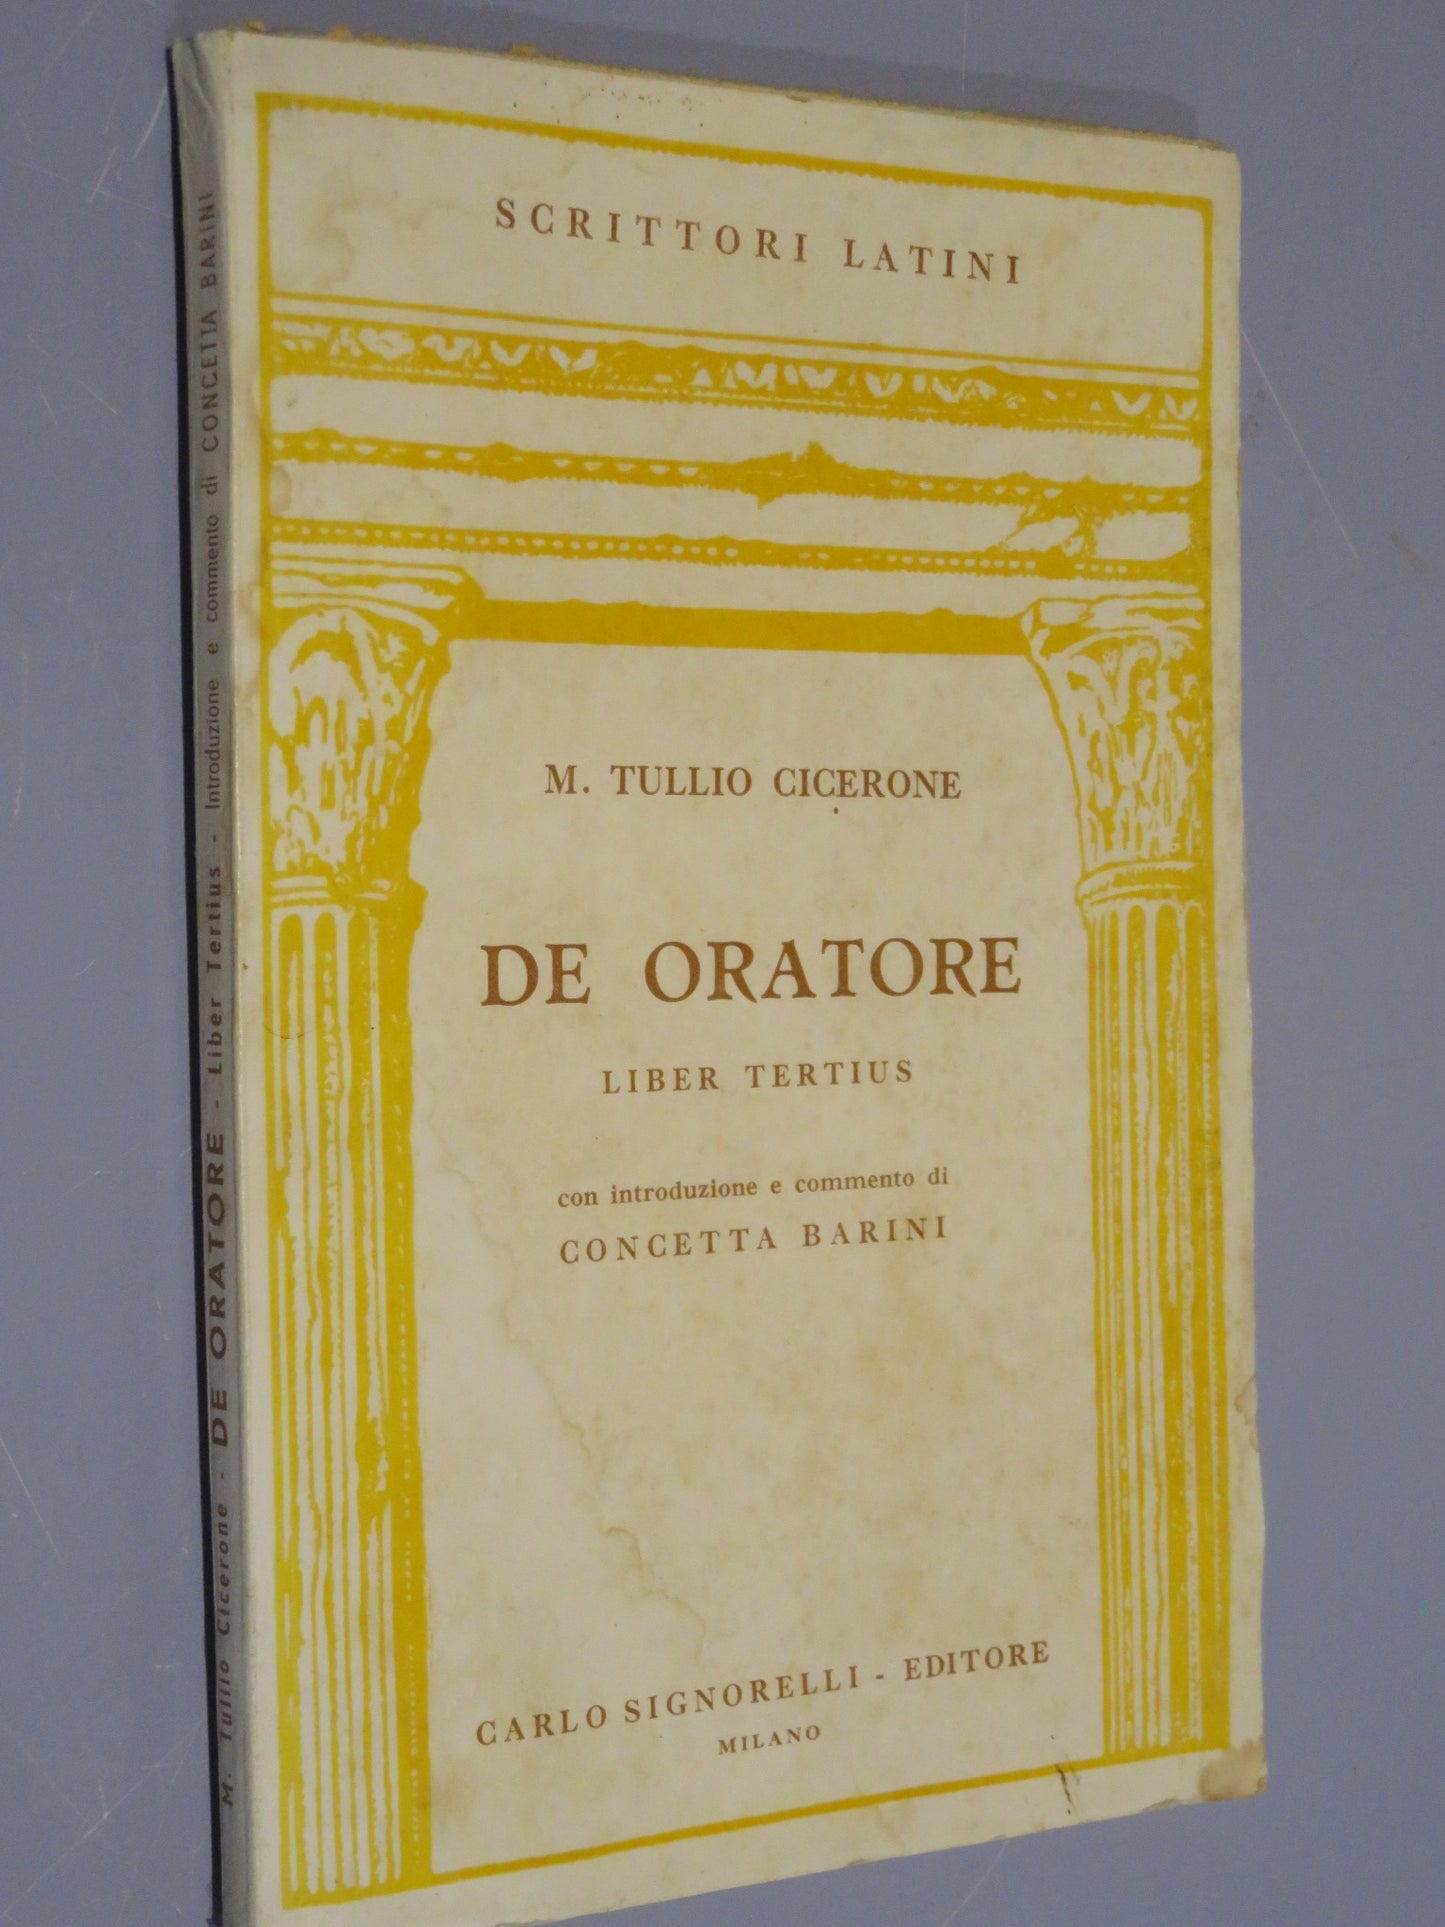 SCRITTORI LATINI
M. TULLIO CICERONE
DE ORATORE
LIBER TERTIUS
con introduzione e commento di
CONCETTA BARINI
CARLO SIGNORELLI - EDITORE
MILANO
M. Tullio Cicerone - DE ORATORE - Liber Tertius - Introduzione e commento di CONCETTA BARINI